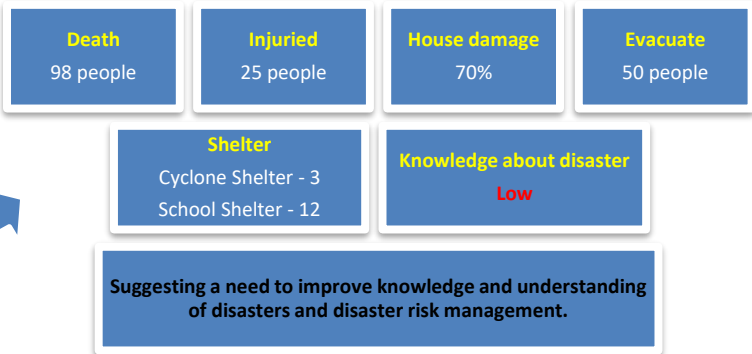 Death
98 people
Injuried
25 people
House damage
70%
Evacuate
50 people
Shelter
Cyclone Shelter - 3
School Shelter - 12
Knowledge about disaster
Low
Suggesting a need to improve knowledge and understanding
of disasters and disaster risk management.